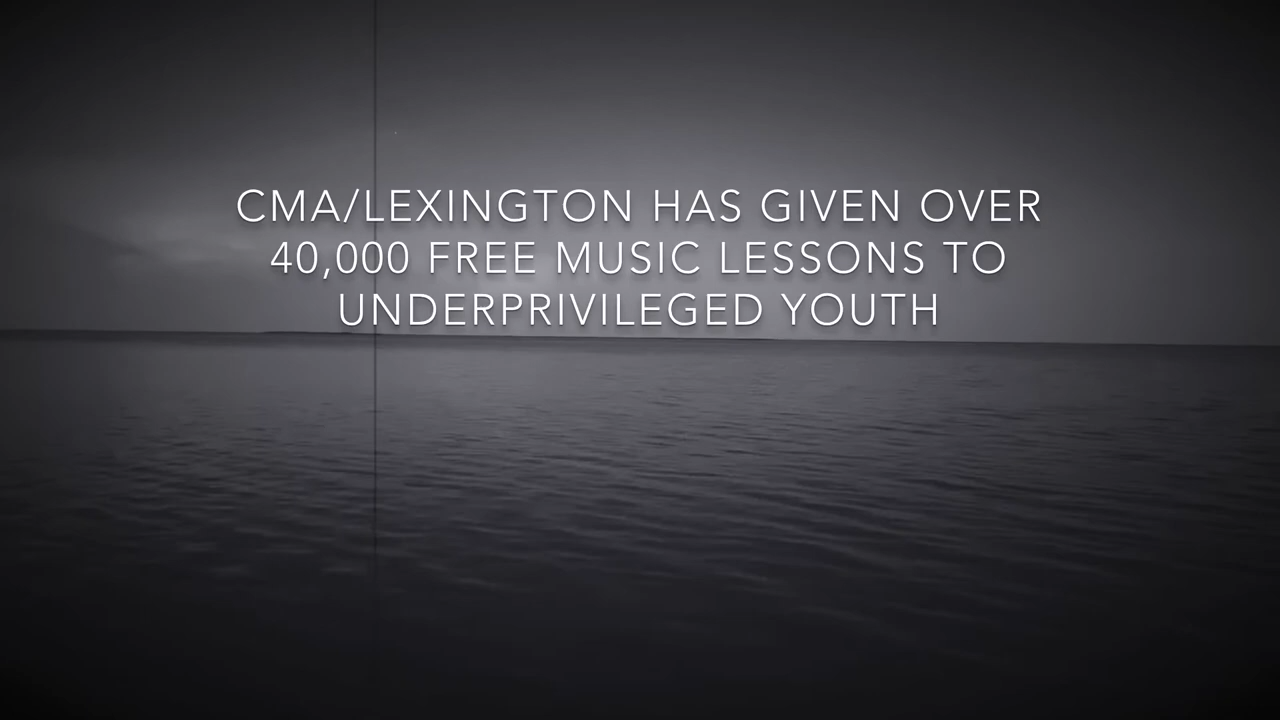 CMA/LEXINGTON HAS GIVEN OVER
40,000 FREE MUSIC LESSONS TO
UNDERPRIVILEGED YOUTH